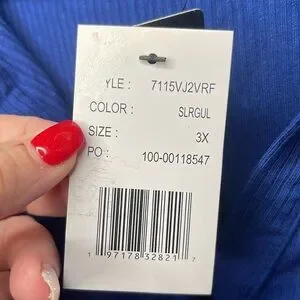 YLE : 7115VJ2VRF
COLOR : SLRGUL
SIZE : 3X
PO : 100-00118547
1 97178 32821 7